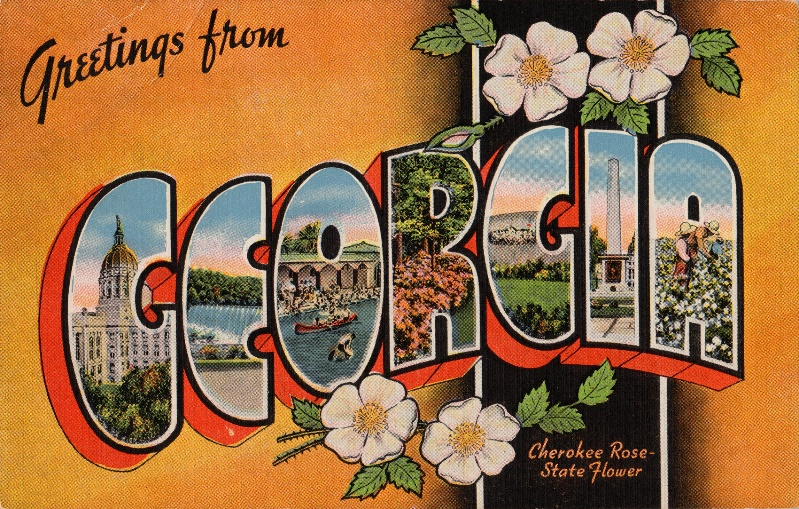 Greetings from
GEORGIA
Cherokee Rose-
State Flower